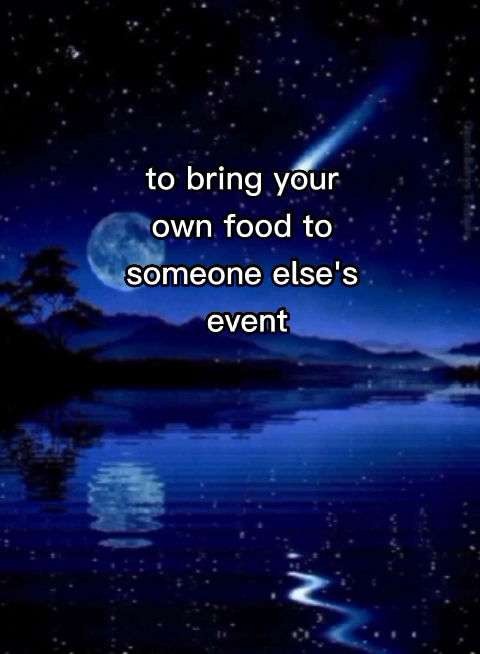 to bring your
own food to
someone else's
event